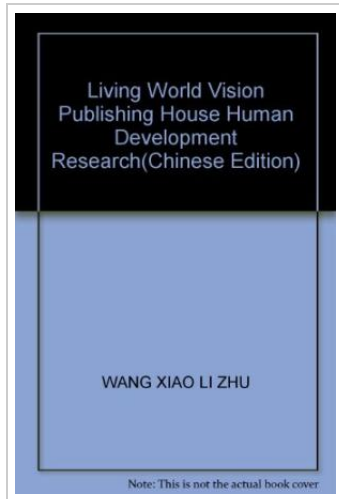 Living World Vision
Publishing House Human
Development
Research(Chinese Edition)
WANG XIAO LI ZHU
Note: This is not the actual book cover